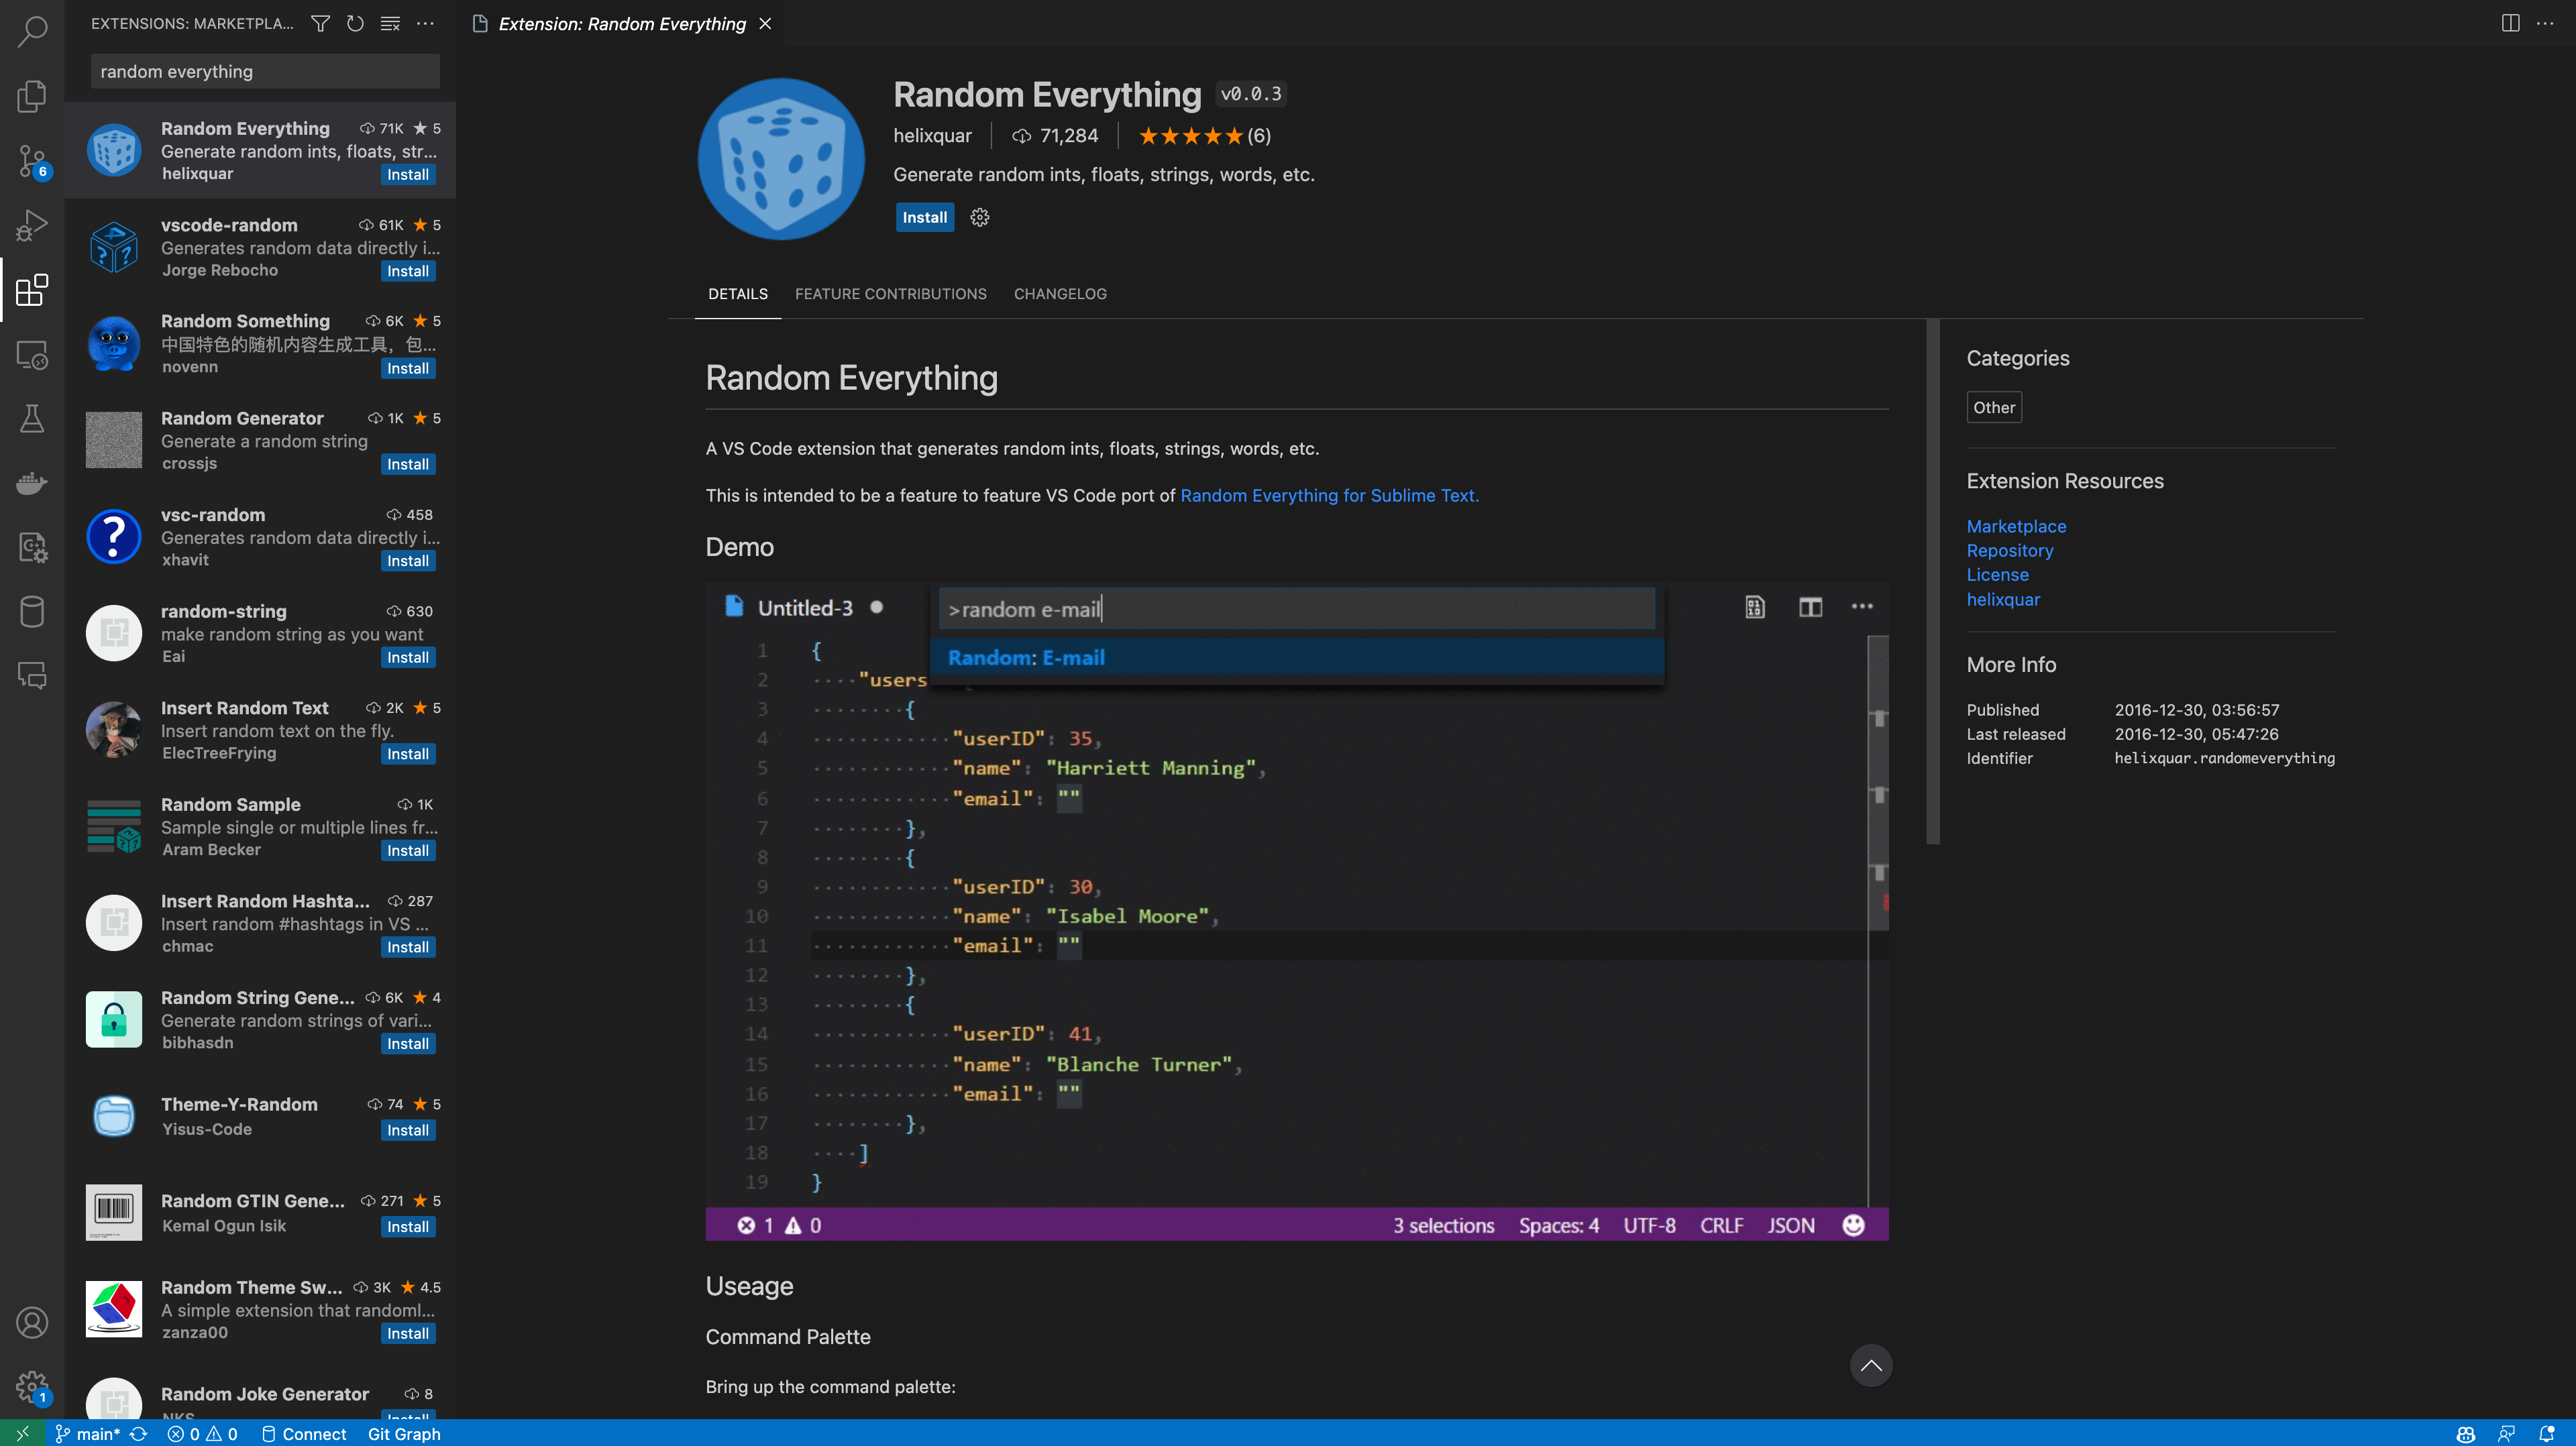 EXTENSIONS: MARKETPLA...
random everything
Random Everything 71K 5
Generate random ints, floats, str...
helixquar Install
vscode-random 61K 5
Generates random data directly i...
Jorge Rebocho Install
Random Something 6K 5
中国特色的随机内容生成工具，包...
novenn Install
Random Generator 1K 5
Generate a random string
crossjs Install
vsc-random 458
Generates random data directly i...
xhavit Install
random-string 630
make random string as you want
Eai Install
Insert Random Text 2K 5
Insert random text on the fly.
ElecTreeFrying Install
Random Sample 1K
Sample single or multiple lines fr...
Aram Becker Install
Insert Random Hashta... 287
Insert random #hashtags in VS ...
chmac Install
Random String Gene... 6K 4
Generate random strings of vari...
bibhasdn Install
Theme-Y-Random 74 5
Yisus-Code Install
Random GTIN Gene... 271 5
Kemal Ogun Isik Install
Random Theme Sw... 3K 4.5
A simple extension that randoml...
zanza00 Install
Random Joke Generator 8
NKS Install
6
1
Extension: Random Everything
Random Everything v0.0.3
helixquar 71,284 ★★★★★(6)
Generate random ints, floats, strings, words, etc.
Install
DETAILS FEATURE CONTRIBUTIONS CHANGELOG
Random Everything
A VS Code extension that generates random ints, floats, strings, words, etc.
This is intended to be a feature to feature VS Code port of Random Everything for Sublime Text.
Demo
Untitled-3
>random e-mail
Random: E-mail
1 {
2 "users
3 {
4 "userID": 35,
5 "name": "Harriett Manning",
6 "email": ""
7 },
8 {
9 "userID": 30,
10 "name": "Isabel Moore",
11 "email": ""
12 },
13 {
14 "userID": 41,
15 "name": "Blanche Turner",
16 "email": ""
17 },
18 ]
19 }
1 0 3 selections Spaces: 4 UTF-8 CRLF JSON
Useage
Command Palette
Bring up the command palette:
Categories
Other
Extension Resources
Marketplace
Repository
License
helixquar
More Info
Published 2016-12-30, 03:56:57
Last released 2016-12-30, 05:47:26
Identifier helixquar.randomeverything
main* 0 0 Connect Git Graph